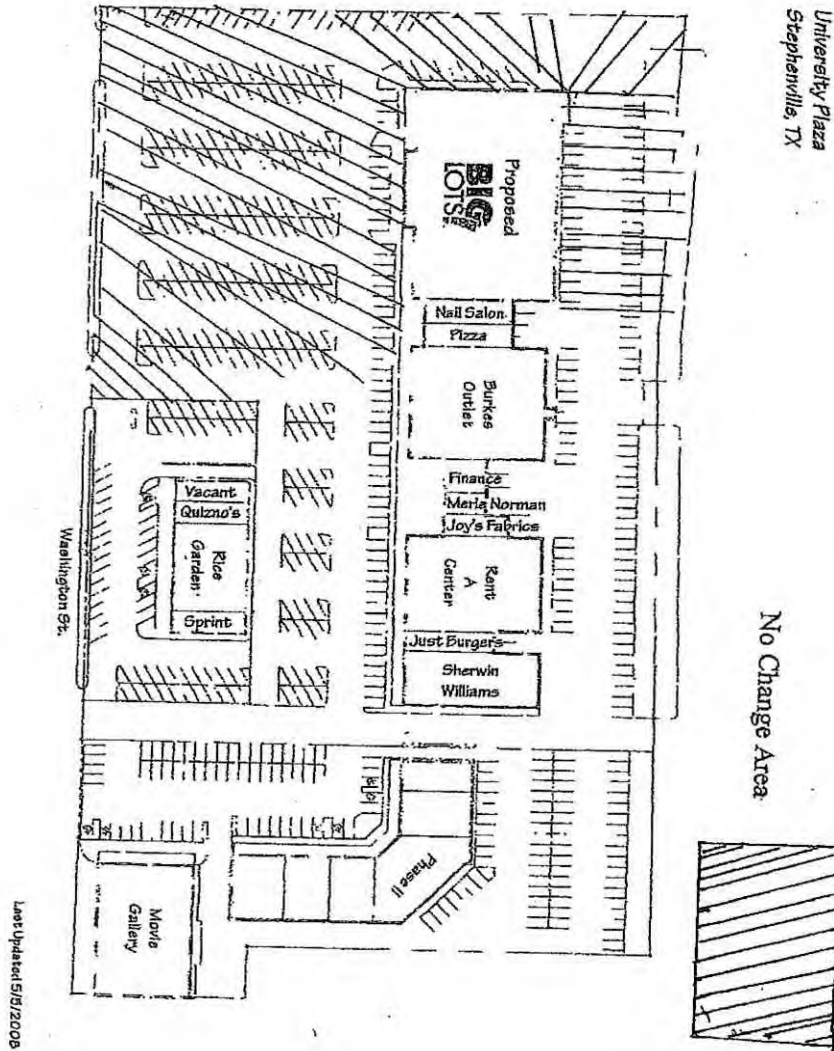 University Plaza
Stephenville, TX
Proposed
BIG
LOTS!
Nail Salon
Pizza
Burkes
Outlet
Finance
Merle Norman
Joy's Fabrics
Rent
A
Center
Just Burgers
Sherwin
Williams
Vacant
Quizno's
Rice
Garden
Sprint
Washington St.
No Change Area
Phase II
Movie
Gallery
Last Updated 5/5/2008